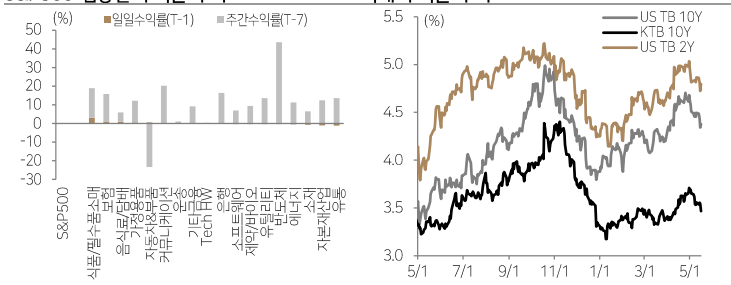 (%)
일일수익률(T-1)
주간수익률(T-7)
50
40
30
20
10
0
-10
-20
-30
S&P500
식품/필수품소매
보험
음식료/담배
가정용품
자동차&부품
커뮤니케이션
운송
기타금융
Tech HW
은행
소프트웨어
제약/바이오
유틸리티
반도체
에너지
소재
자본재산업
유통
(%)
US TB 10Y
KTB 10Y
US TB 2Y
5.5
5.0
4.5
4.0
3.5
3.0
5/1
7/1
9/1
11/1
1/1
3/1
5/1